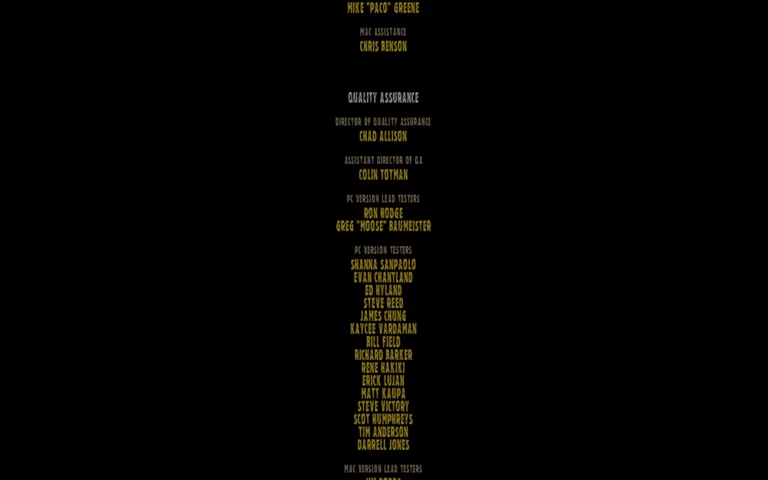 MIKE "PACO" GREENE
MAC ASSISTANCE
CHRIS BENSON
QUALITY ASSURANCE
DIRECTOR OF QUALITY ASSURANCE
CHAD ALLISON
ASSISTANT DIRECTOR OF QA
COLIN TOTMAN
PC VERSION LEAD TESTERS
RON HODGE
GREG "MOOSE" BAUMEISTER
PC VERSION TESTERS
SHANNA SANPAOLO
EVAN CHANTLAND
ED HYLAND
STEVE REED
JAMES CHUNG
KAYCEE VARDAMAN
BILL FIELD
RICHARD BARKER
RENE HAKIKI
ERICK LUJAN
MATT KAUPA
STEVE VICTORY
SCOT HUMPHREYS
TIM ANDERSON
DARRELL JONES
MAC VERSION LEAD TESTERS